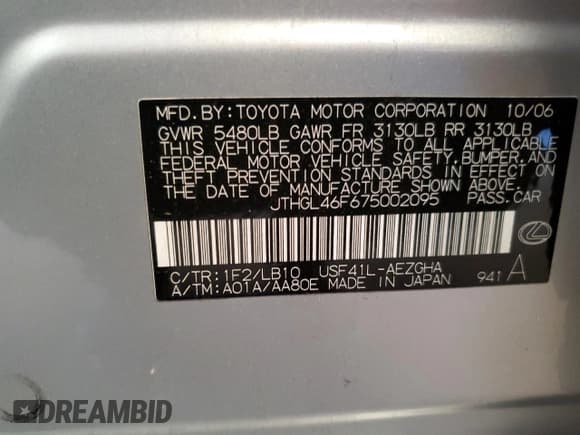 MFD.BY:TOYOTA MOTOR CORPORATION 10/06
GVWR 5480LB GAWR FR 3130LB RR 3130LB
THIS VEHICLE CONFORMS TO ALL APPLICABLE
FEDERAL MOTOR VEHICLE SAFETY,BUMPER,AND
THEFT PREVENTION STANDARDS IN EFFECT ON
THE DATE OF MANUFACTURE SHOWN ABOVE.
JTHGL46F675002095 PASS.CAR
C/TR:1F2/LB10 USF41L-AEZGHA
A/TM:A01A/AA80E MADE IN JAPAN 941 A
DREAMBID